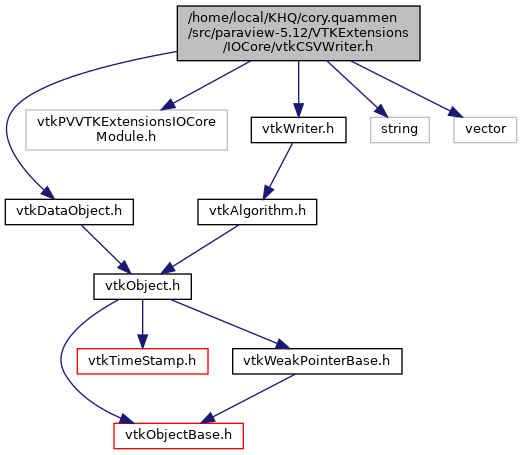 /home/local/KHQ/cory.quammen
/src/paraview-5.12/VTKExtensions
/IOCore/vtkCSVWriter.h
vtkPVVTKExtensionsIOCore
Module.h
vtkWriter.h
string
vector
vtkDataObject.h
vtkAlgorithm.h
vtkObject.h
vtkTimeStamp.h
vtkWeakPointerBase.h
vtkObjectBase.h